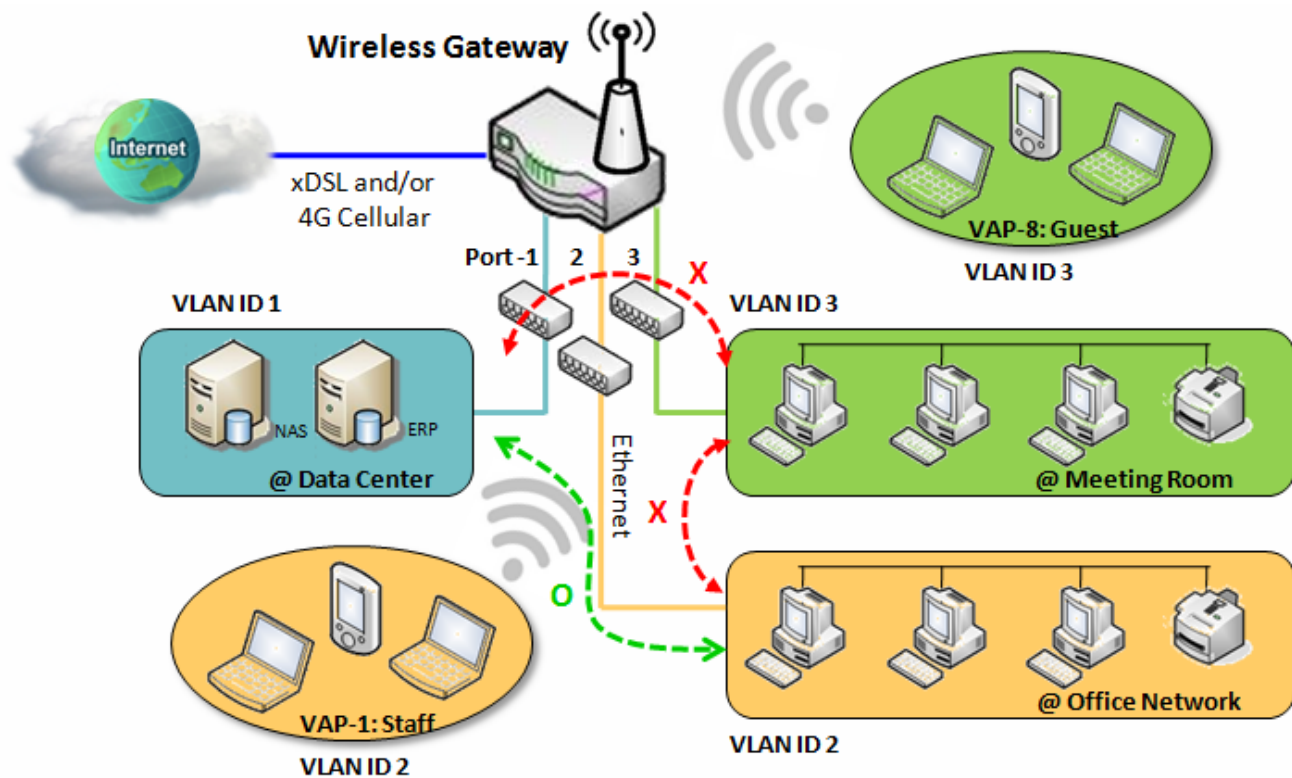 Wireless Gateway
Internet
xDSL and/or
4G Cellular
VAP-8: Guest
VLAN ID 3
Port -1
2
3
X
VLAN ID 1
VLAN ID 3
NAS
ERP
@ Data Center
Ethernet
@ Meeting Room
X
O
VAP-1: Staff
VLAN ID 2
@ Office Network
VLAN ID 2